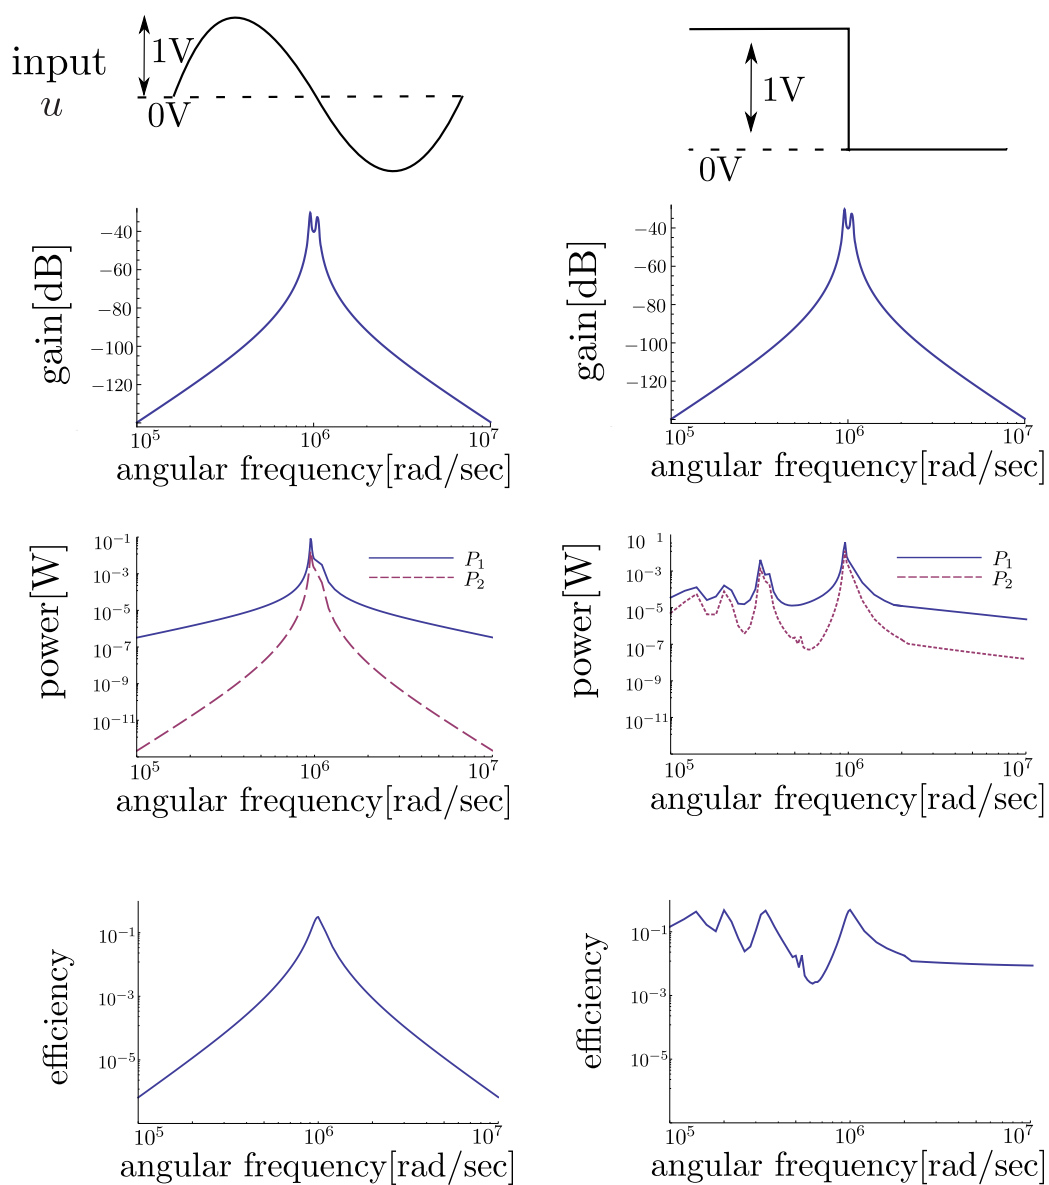 input
u
1V
0V
1V
0V
gain[dB]
−40
−60
−80
−100
−120
10^5
10^6
10^7
angular frequency[rad/sec]
gain[dB]
−40
−60
−80
−100
−120
10^5
10^6
10^7
angular frequency[rad/sec]
power[W]
10^−1
10^−3
10^−5
10^−7
10^−9
10^−11
P_1
P_2
10^5
10^6
10^7
angular frequency[rad/sec]
power[W]
10 1
10^−3
10^−5
10^−7
10^−9
10^−11
P_1
P_2
10^5
10^6
10^7
angular frequency[rad/sec]
efficiency
10^−1
10^−3
10^−5
10^5
10^6
10^7
angular frequency[rad/sec]
efficiency
10^−1
10^−3
10^−5
10^5
10^6
10^7
angular frequency[rad/sec]